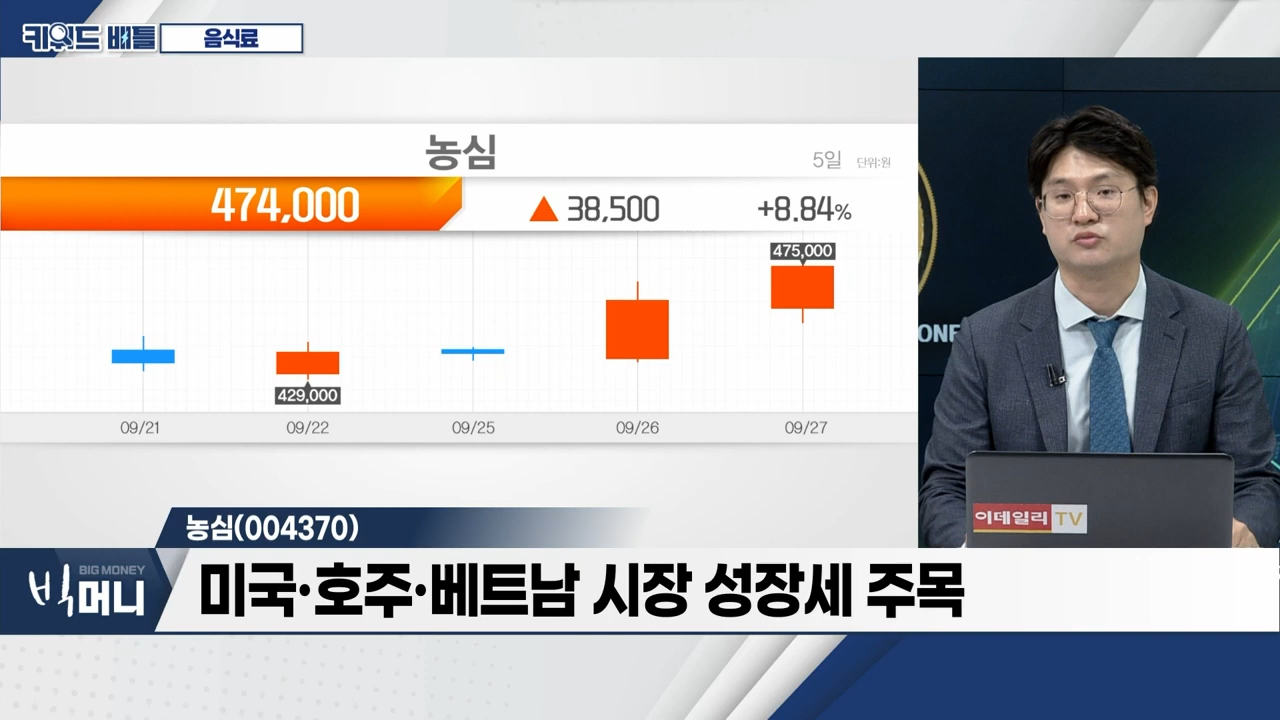 키워드 배틀 음식료
농심
5일 단위:원
474,000 ▲ 38,500 +8.84%
475,000
429,000
09/21 09/22 09/25 09/26 09/27
ONE
이데일리 TV
농심(004370)
BIG MONEY
빅머니
미국·호주·베트남 시장 성장세 주목